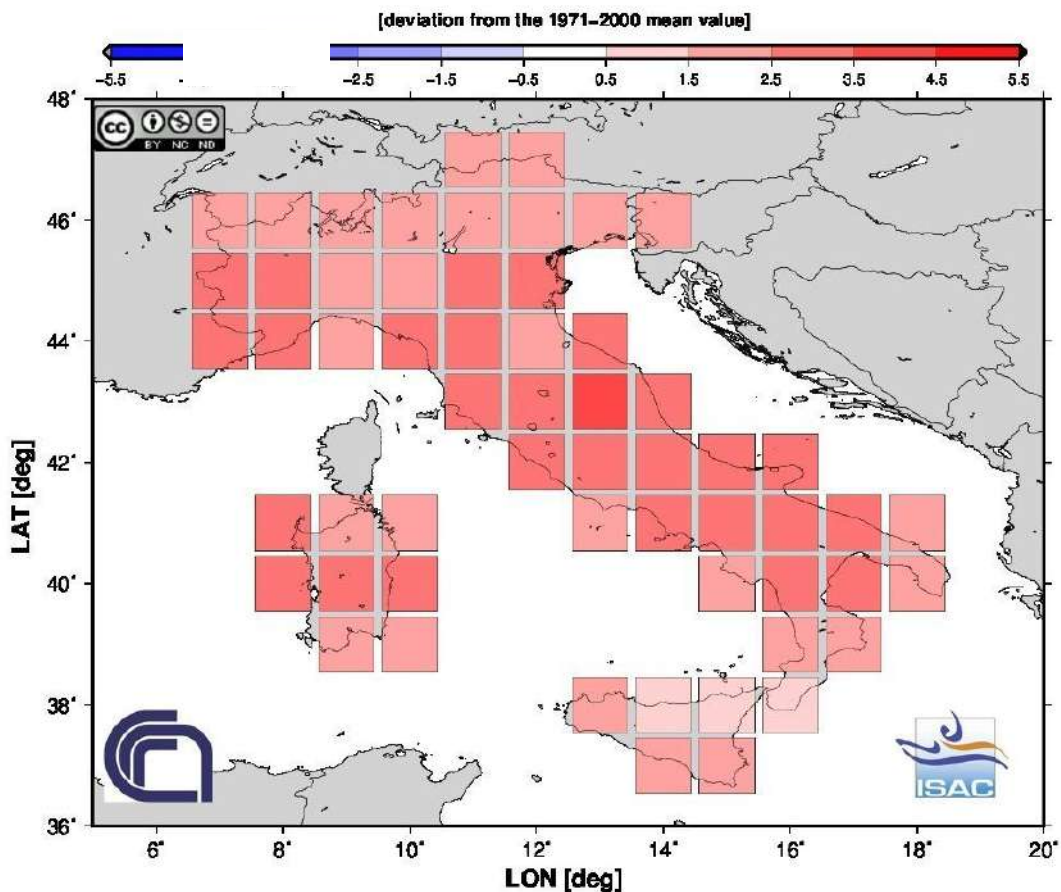 [deviation from the 1971–2000 mean value]
−5.5 - −2.5 −1.5 −0.5 0.5 1.5 2.5 3.5 4.5 5.5
48°
cc
BY NC ND
46°
44°
42°
LAT [deg]
40°
38°
ISAC
36°
6° 8° 10° 12° 14° 16° 18° 20°
LON [deg]